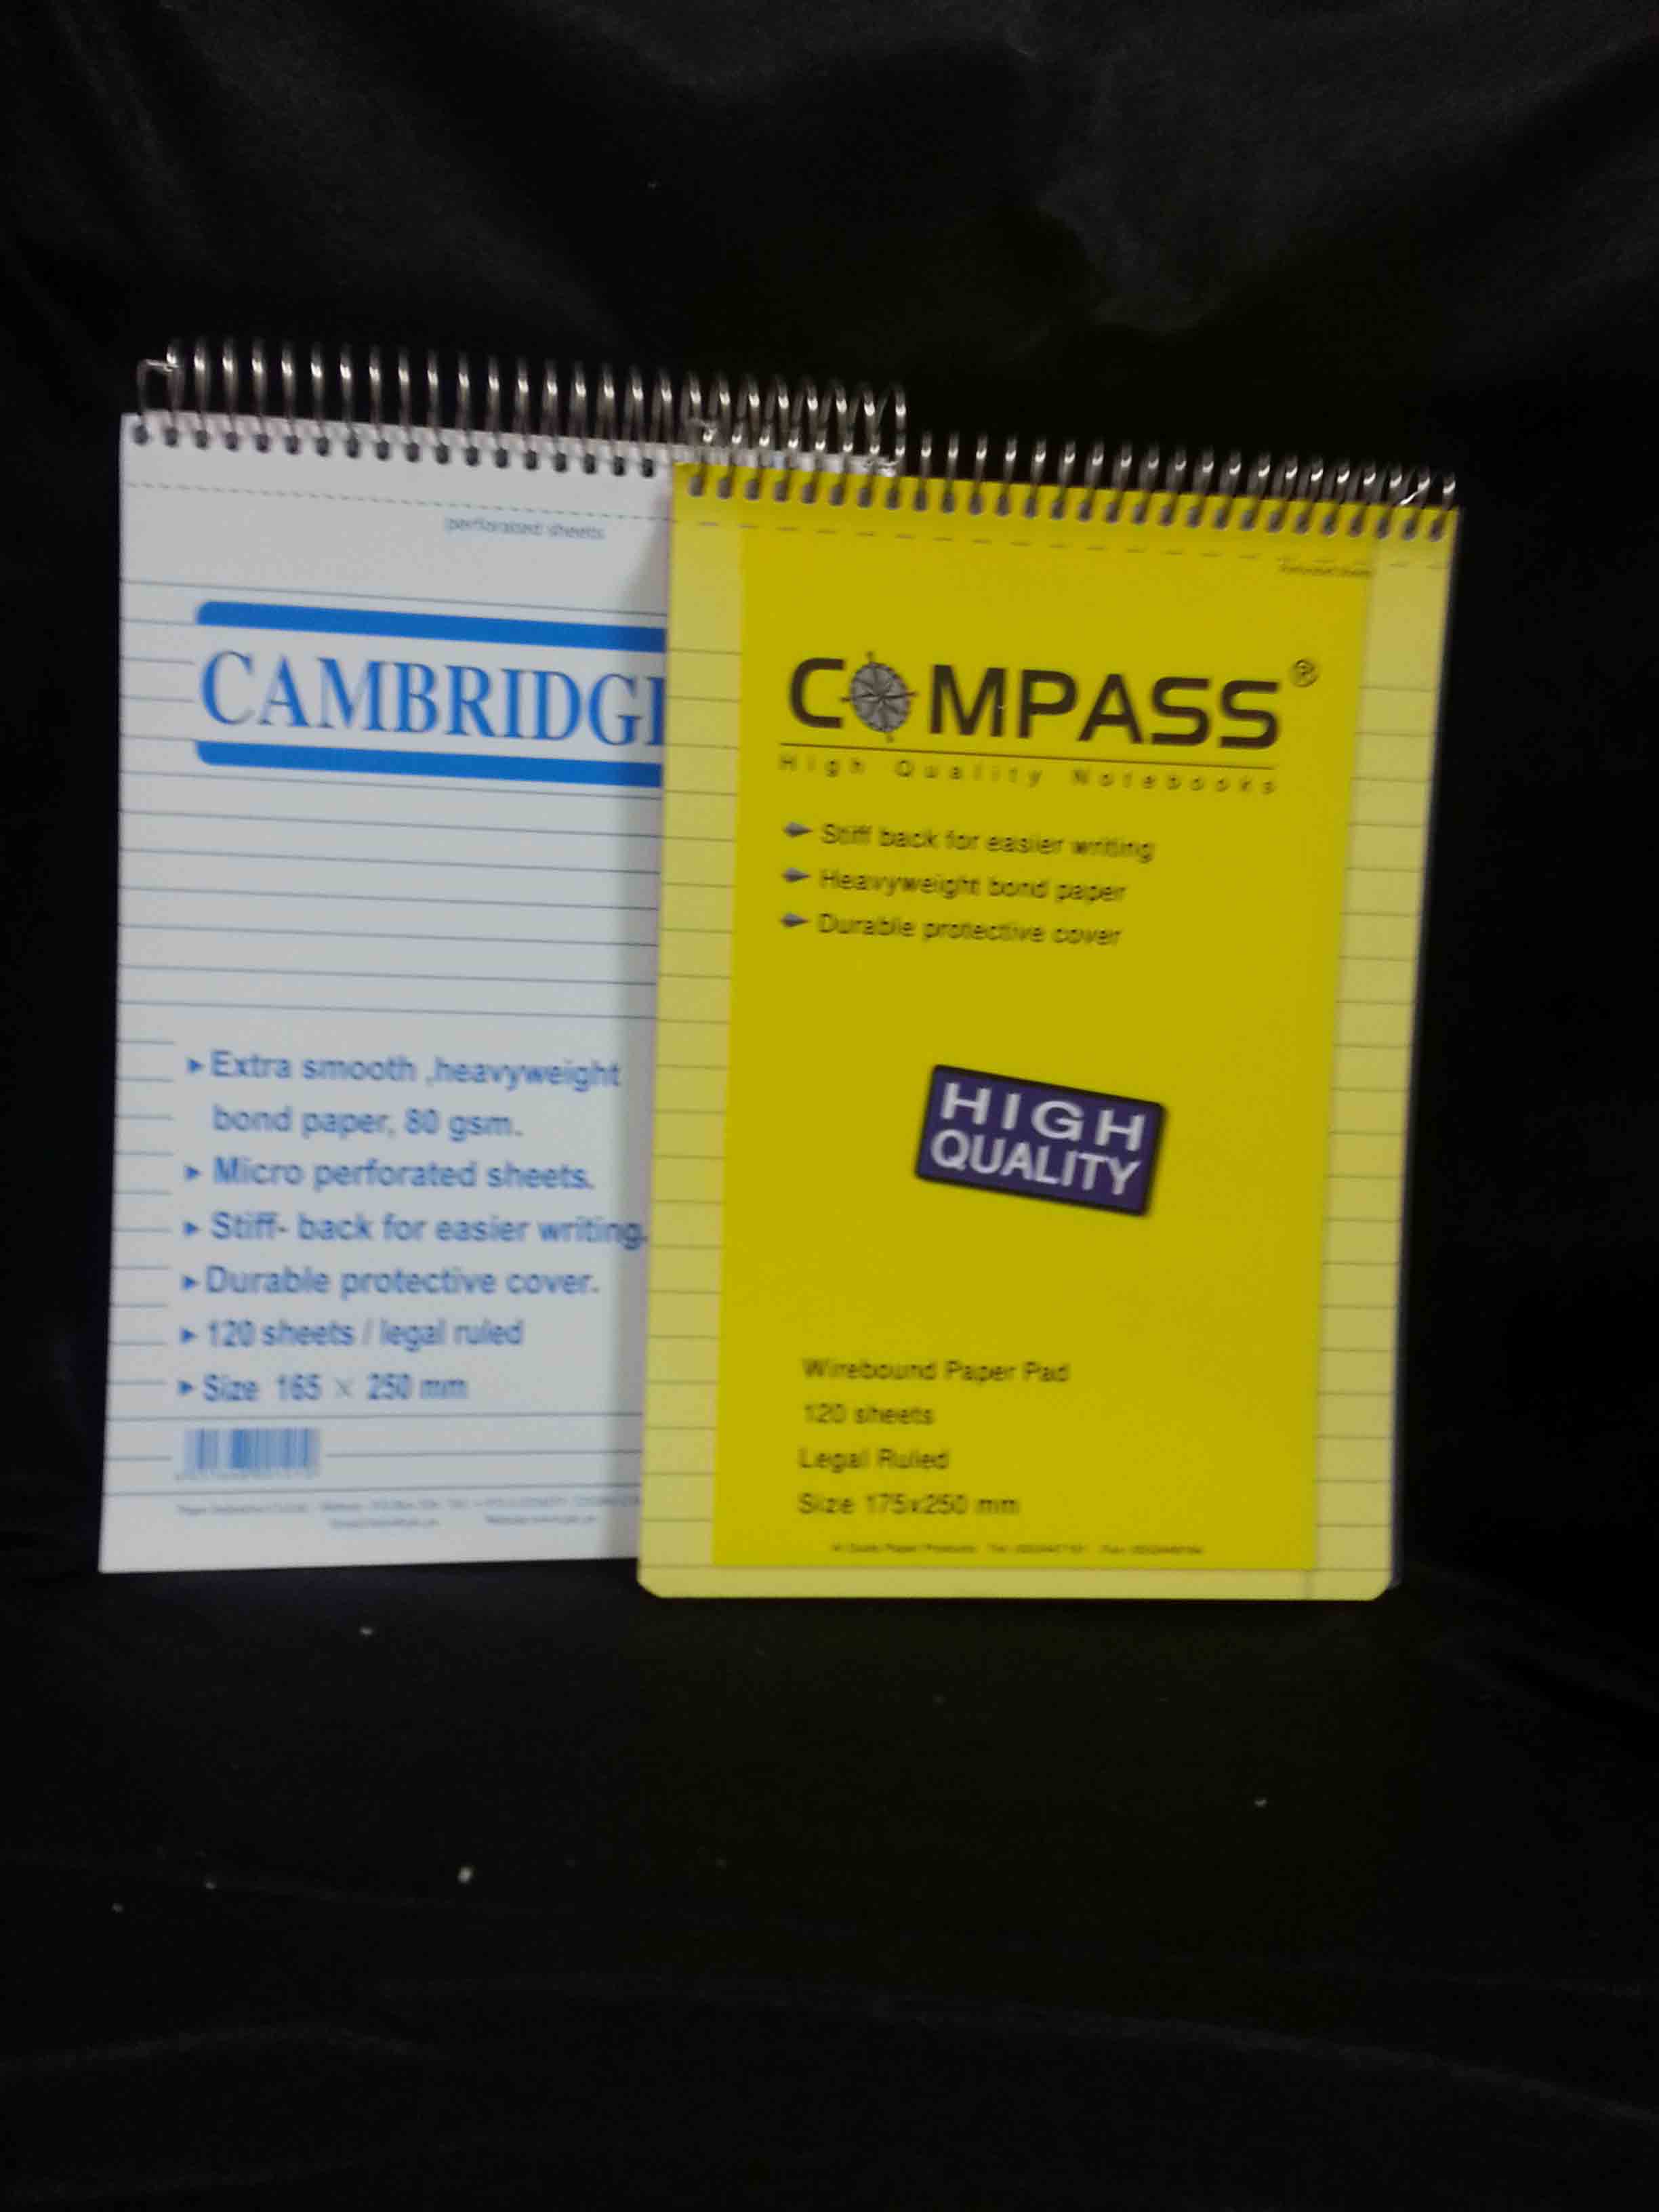 perforated sheets
CAMBRIDG
Extra smooth ,heavyweight
bond paper, 80 gsm.
Micro perforated sheets.
Stiff- back for easier writing.
Durable protective cover.
120 sheets / legal ruled
Size 165 × 250 mm
COMPASS®
High Quality Notebooks
Stiff back for easier writing
Heavyweight bond paper
Durable protective cover
HIGH
QUALITY
Wirebound Paper Pad
120 sheets
Legal Ruled
Size 175x250 mm